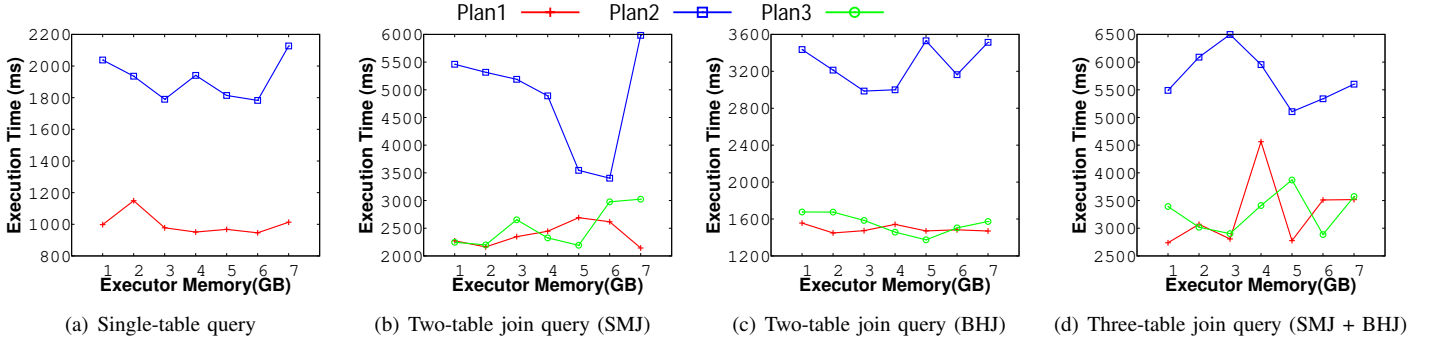 Plan1 Plan2 Plan3
Execution Time (ms)
2200
2000
1800
1600
1400
1200
1000
800
1 2 3 4 5 6 7
Executor Memory(GB)
(a) Single-table query
Execution Time (ms)
6000
5500
5000
4500
4000
3500
3000
2500
2000
1 2 3 4 5 6 7
Executor Memory(GB)
(b) Two-table join query (SMJ)
Execution Time (ms)
3600
3200
2800
2400
2000
1600
1200
1 2 3 4 5 6 7
Executor Memory(GB)
(c) Two-table join query (BHJ)
Execution Time (ms)
6500
6000
5500
5000
4500
4000
3500
3000
2500
1 2 3 4 5 6 7
Executor Memory(GB)
(d) Three-table join query (SMJ + BHJ)